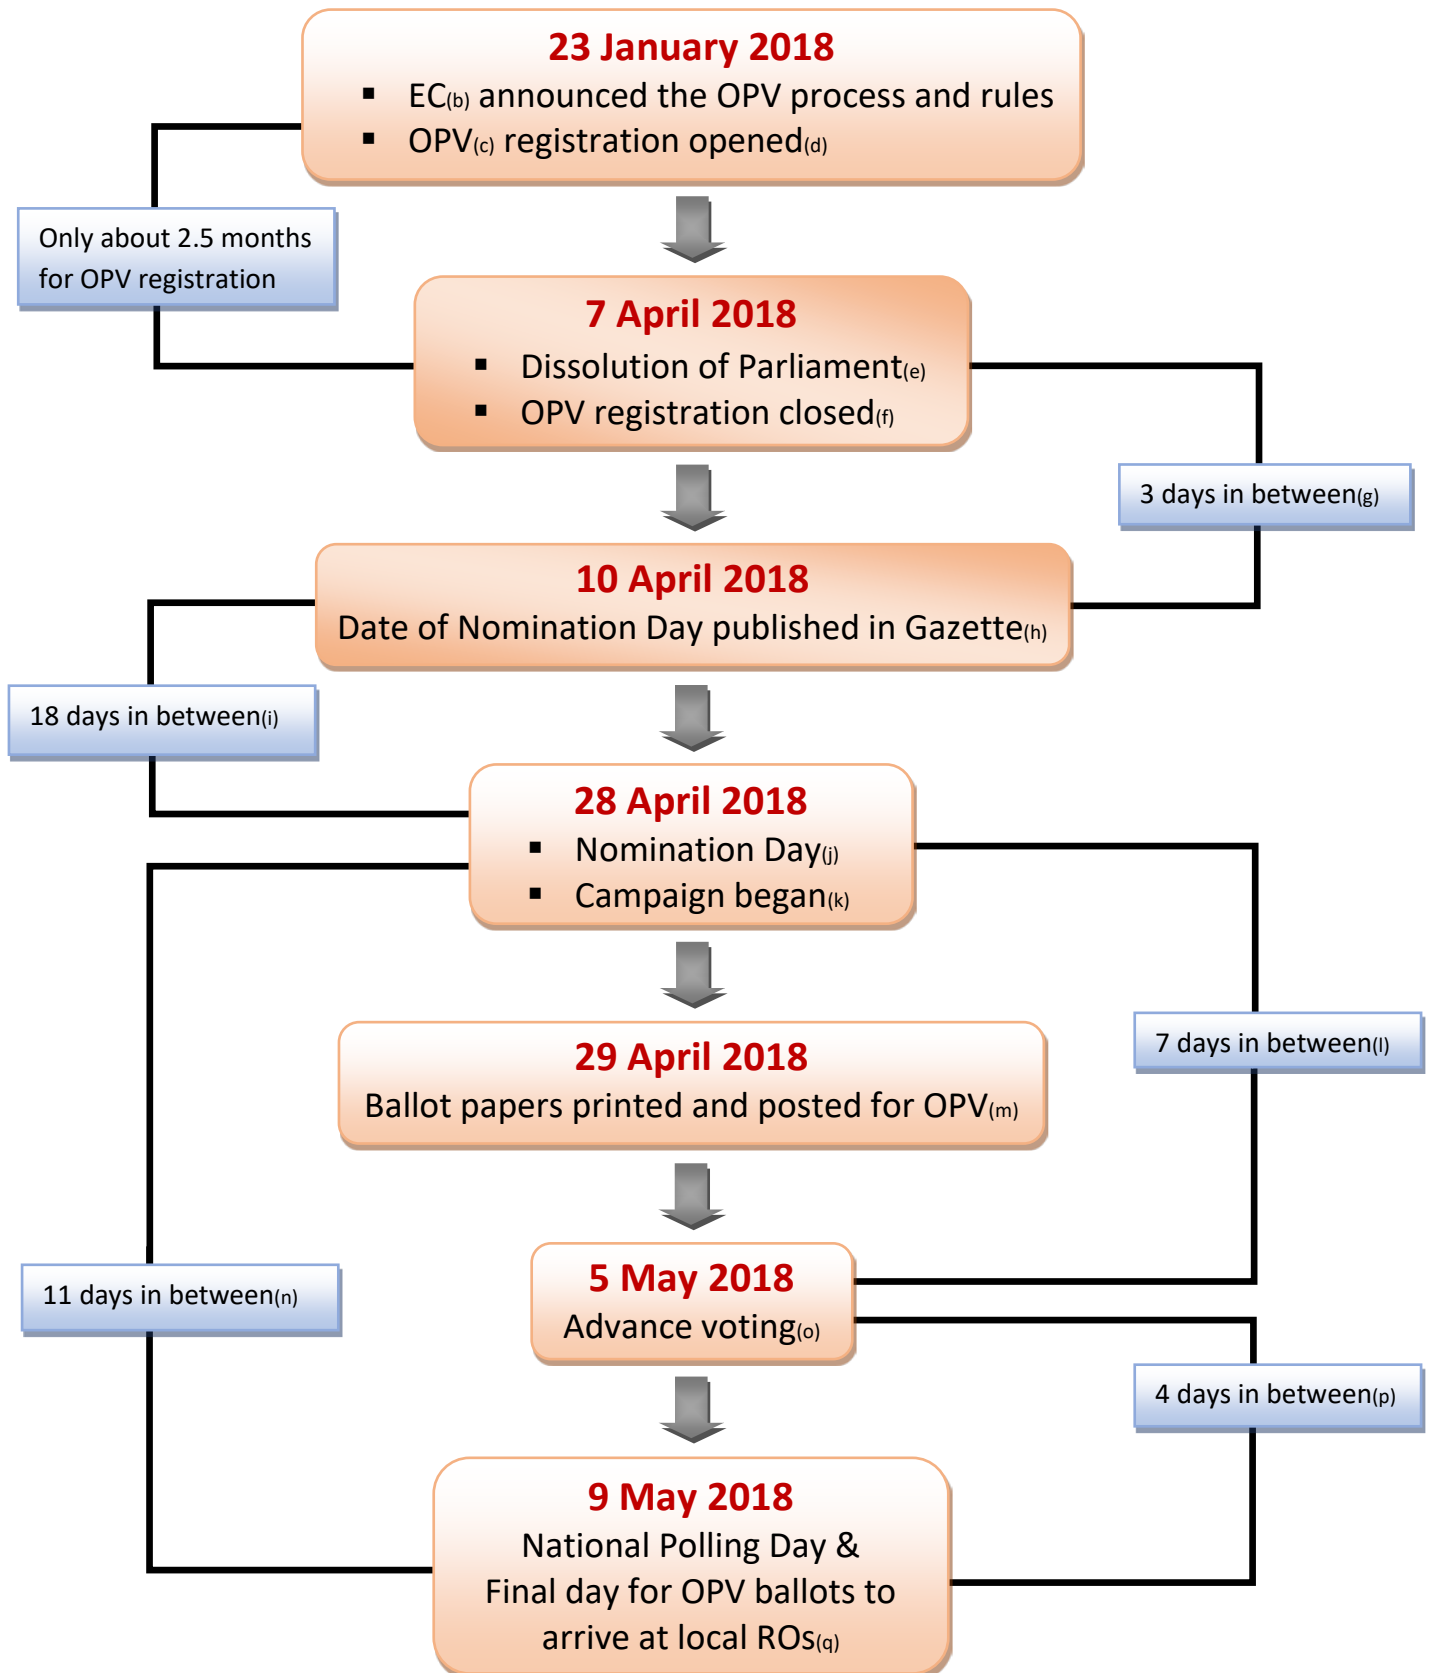 23 January 2018
▪ EC(b) announced the OPV process and rules
▪ OPV(c) registration opened(d)
Only about 2.5 months
for OPV registration
7 April 2018
▪ Dissolution of Parliament(e)
▪ OPV registration closed(f)
3 days in between(g)
10 April 2018
Date of Nomination Day published in Gazette(h)
18 days in between(i)
28 April 2018
▪ Nomination Day(j)
▪ Campaign began(k)
29 April 2018
Ballot papers printed and posted for OPV(m)
7 days in between(l)
5 May 2018
Advance voting(o)
11 days in between(n)
4 days in between(p)
9 May 2018
National Polling Day &
Final day for OPV ballots to
arrive at local ROs(q)